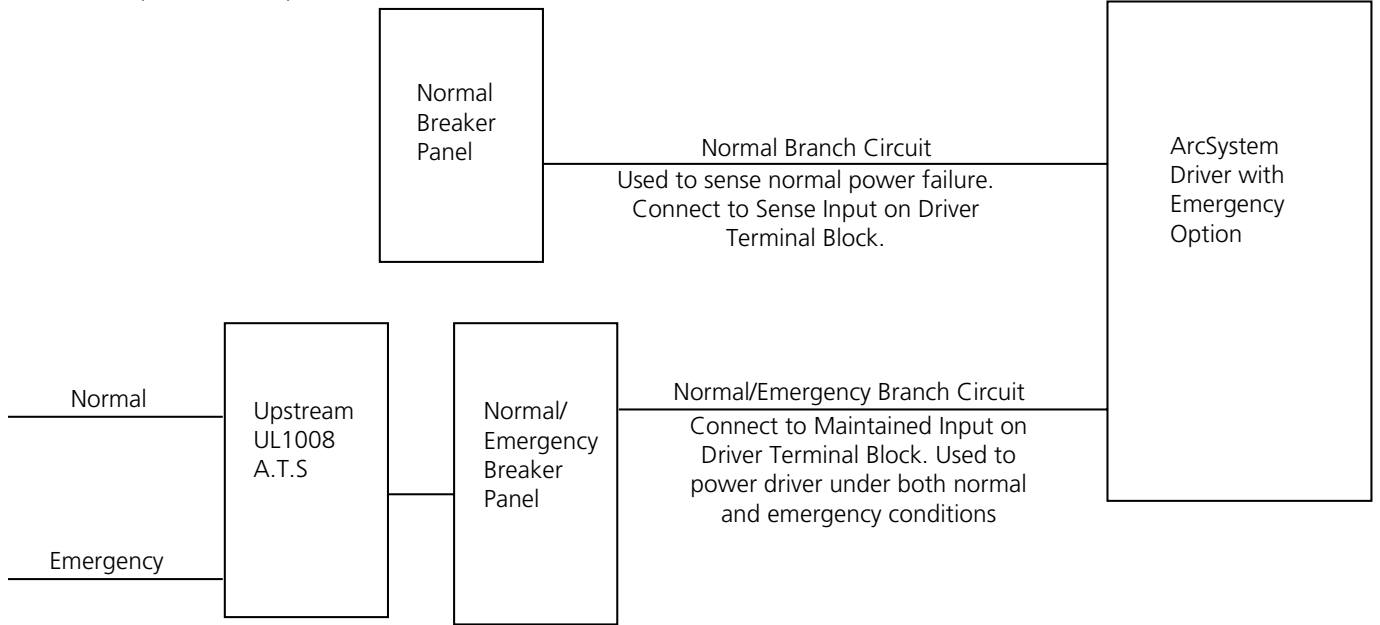 Normal
Breaker
Panel
Normal Branch Circuit
Used to sense normal power failure.
Connect to Sense Input on Driver
Terminal Block.
ArcSystem
Driver with
Emergency
Option
Normal
Emergency
Upstream
UL1008
A.T.S
Normal/
Emergency
Breaker
Panel
Normal/Emergency Branch Circuit
Connect to Maintained Input on
Driver Terminal Block. Used to
power driver under both normal
and emergency conditions